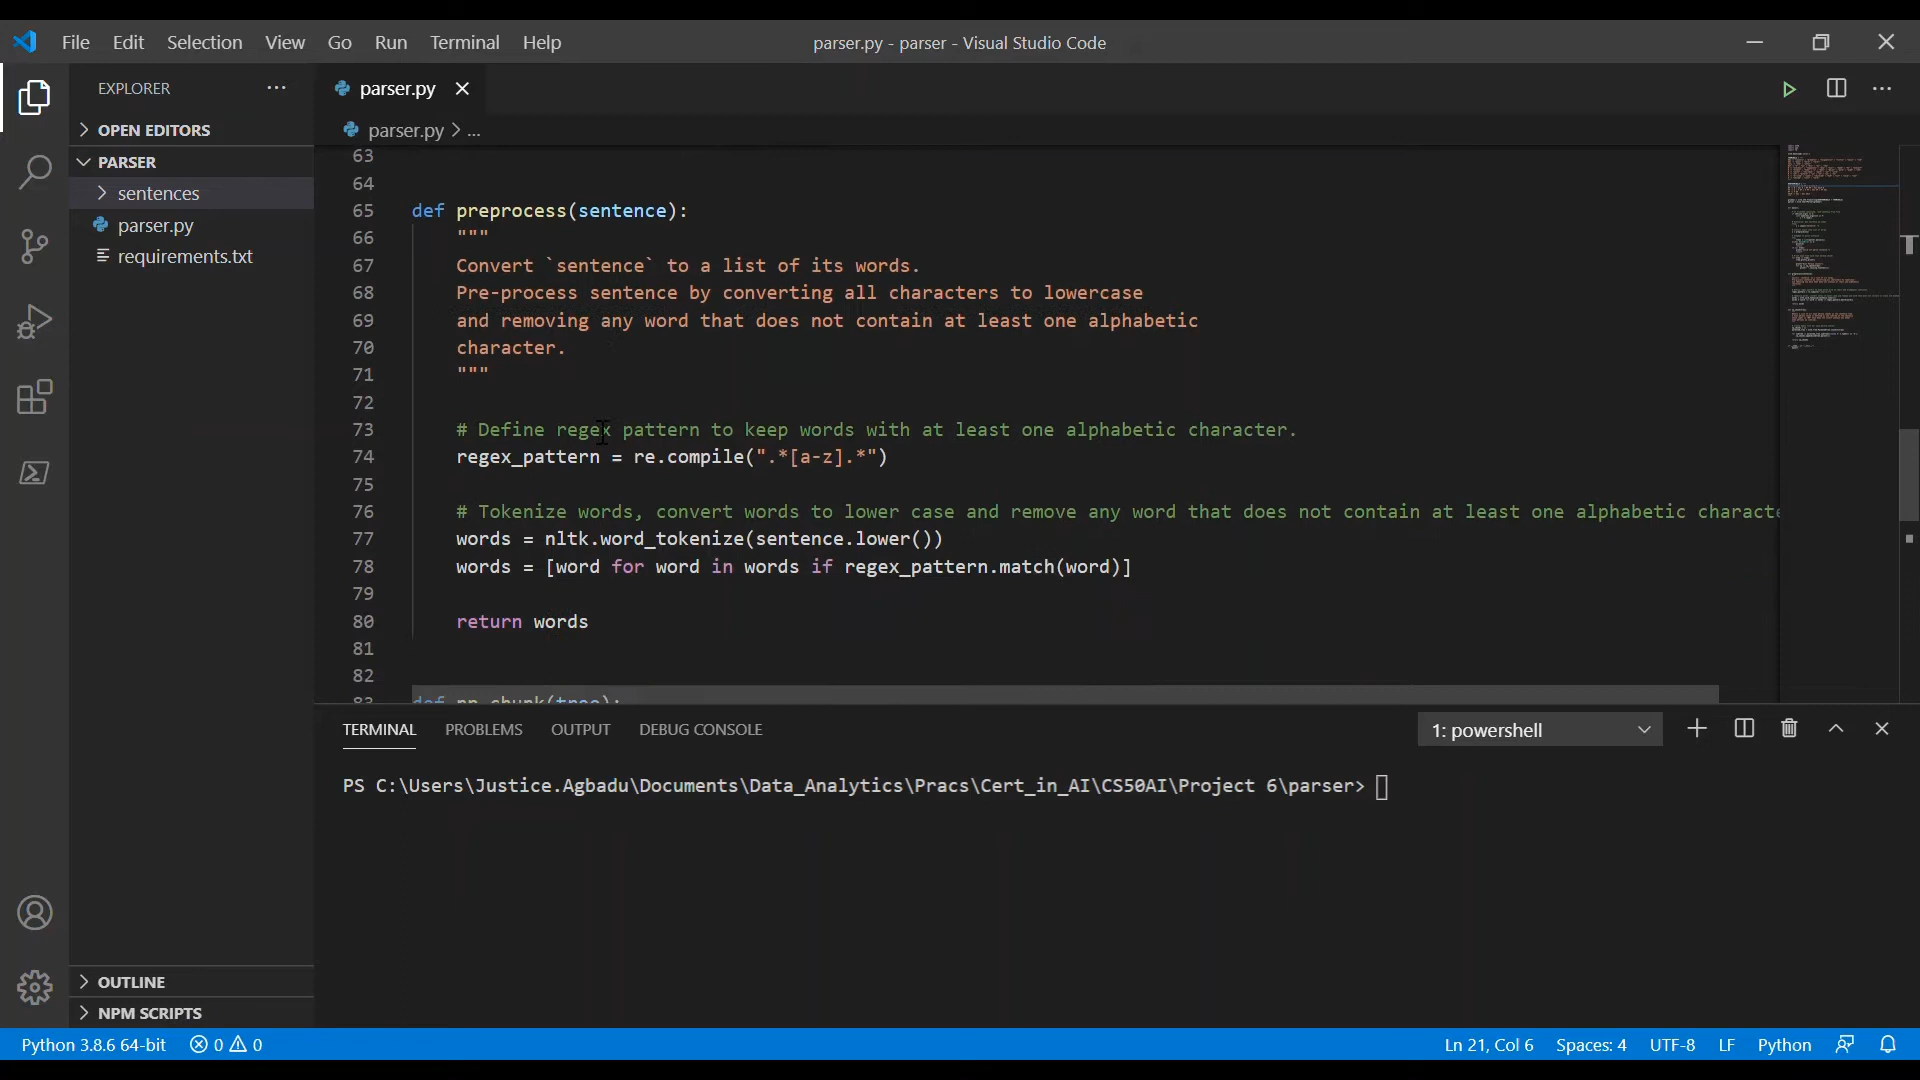 File Edit Selection View Go Run Terminal Help
parser.py - parser - Visual Studio Code
EXPLORER
OPEN EDITORS
PARSER
sentences
parser.py
requirements.txt
OUTLINE
NPM SCRIPTS
parser.py
parser.py > ...
63
64
65 def preprocess(sentence):
66 """
67 Convert `sentence` to a list of its words.
68 Pre-process sentence by converting all characters to lowercase
69 and removing any word that does not contain at least one alphabetic
70 character.
71 """
72
73 # Define regex pattern to keep words with at least one alphabetic character.
74 regex_pattern = re.compile(".*[a-z].*")
75
76 # Tokenize words, convert words to lower case and remove any word that does not contain at least one alphabetic characte
77 words = nltk.word_tokenize(sentence.lower())
78 words = [word for word in words if regex_pattern.match(word)]
79
80 return words
81
82
83 def np_chunk(tree):
TERMINAL PROBLEMS OUTPUT DEBUG CONSOLE
1: powershell
PS C:\Users\Justice.Agbadu\Documents\Data_Analytics\Pracs\Cert_in_AI\CS50AI\Project 6\parser>
Python 3.8.6 64-bit 0 0
Ln 21, Col 6 Spaces: 4 UTF-8 LF Python